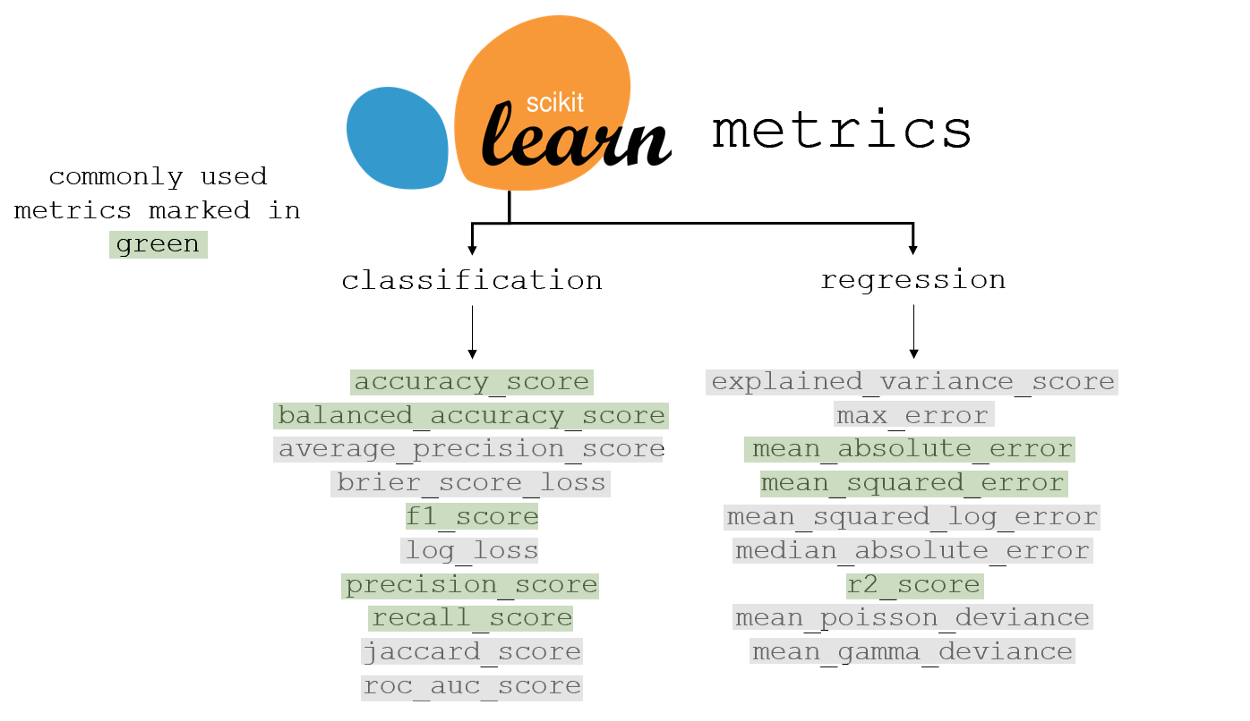 scikit
learn
metrics
commonly used
metrics marked in
green
classification
accuracy_score
balanced_accuracy_score
average_precision_score
brier_score_loss
f1_score
log_loss
precision_score
recall_score
jaccard_score
roc_auc_score
regression
explained_variance_score
max_error
mean_absolute_error
mean_squared_error
mean_squared_log_error
median_absolute_error
r2_score
mean_poisson_deviance
mean_gamma_deviance